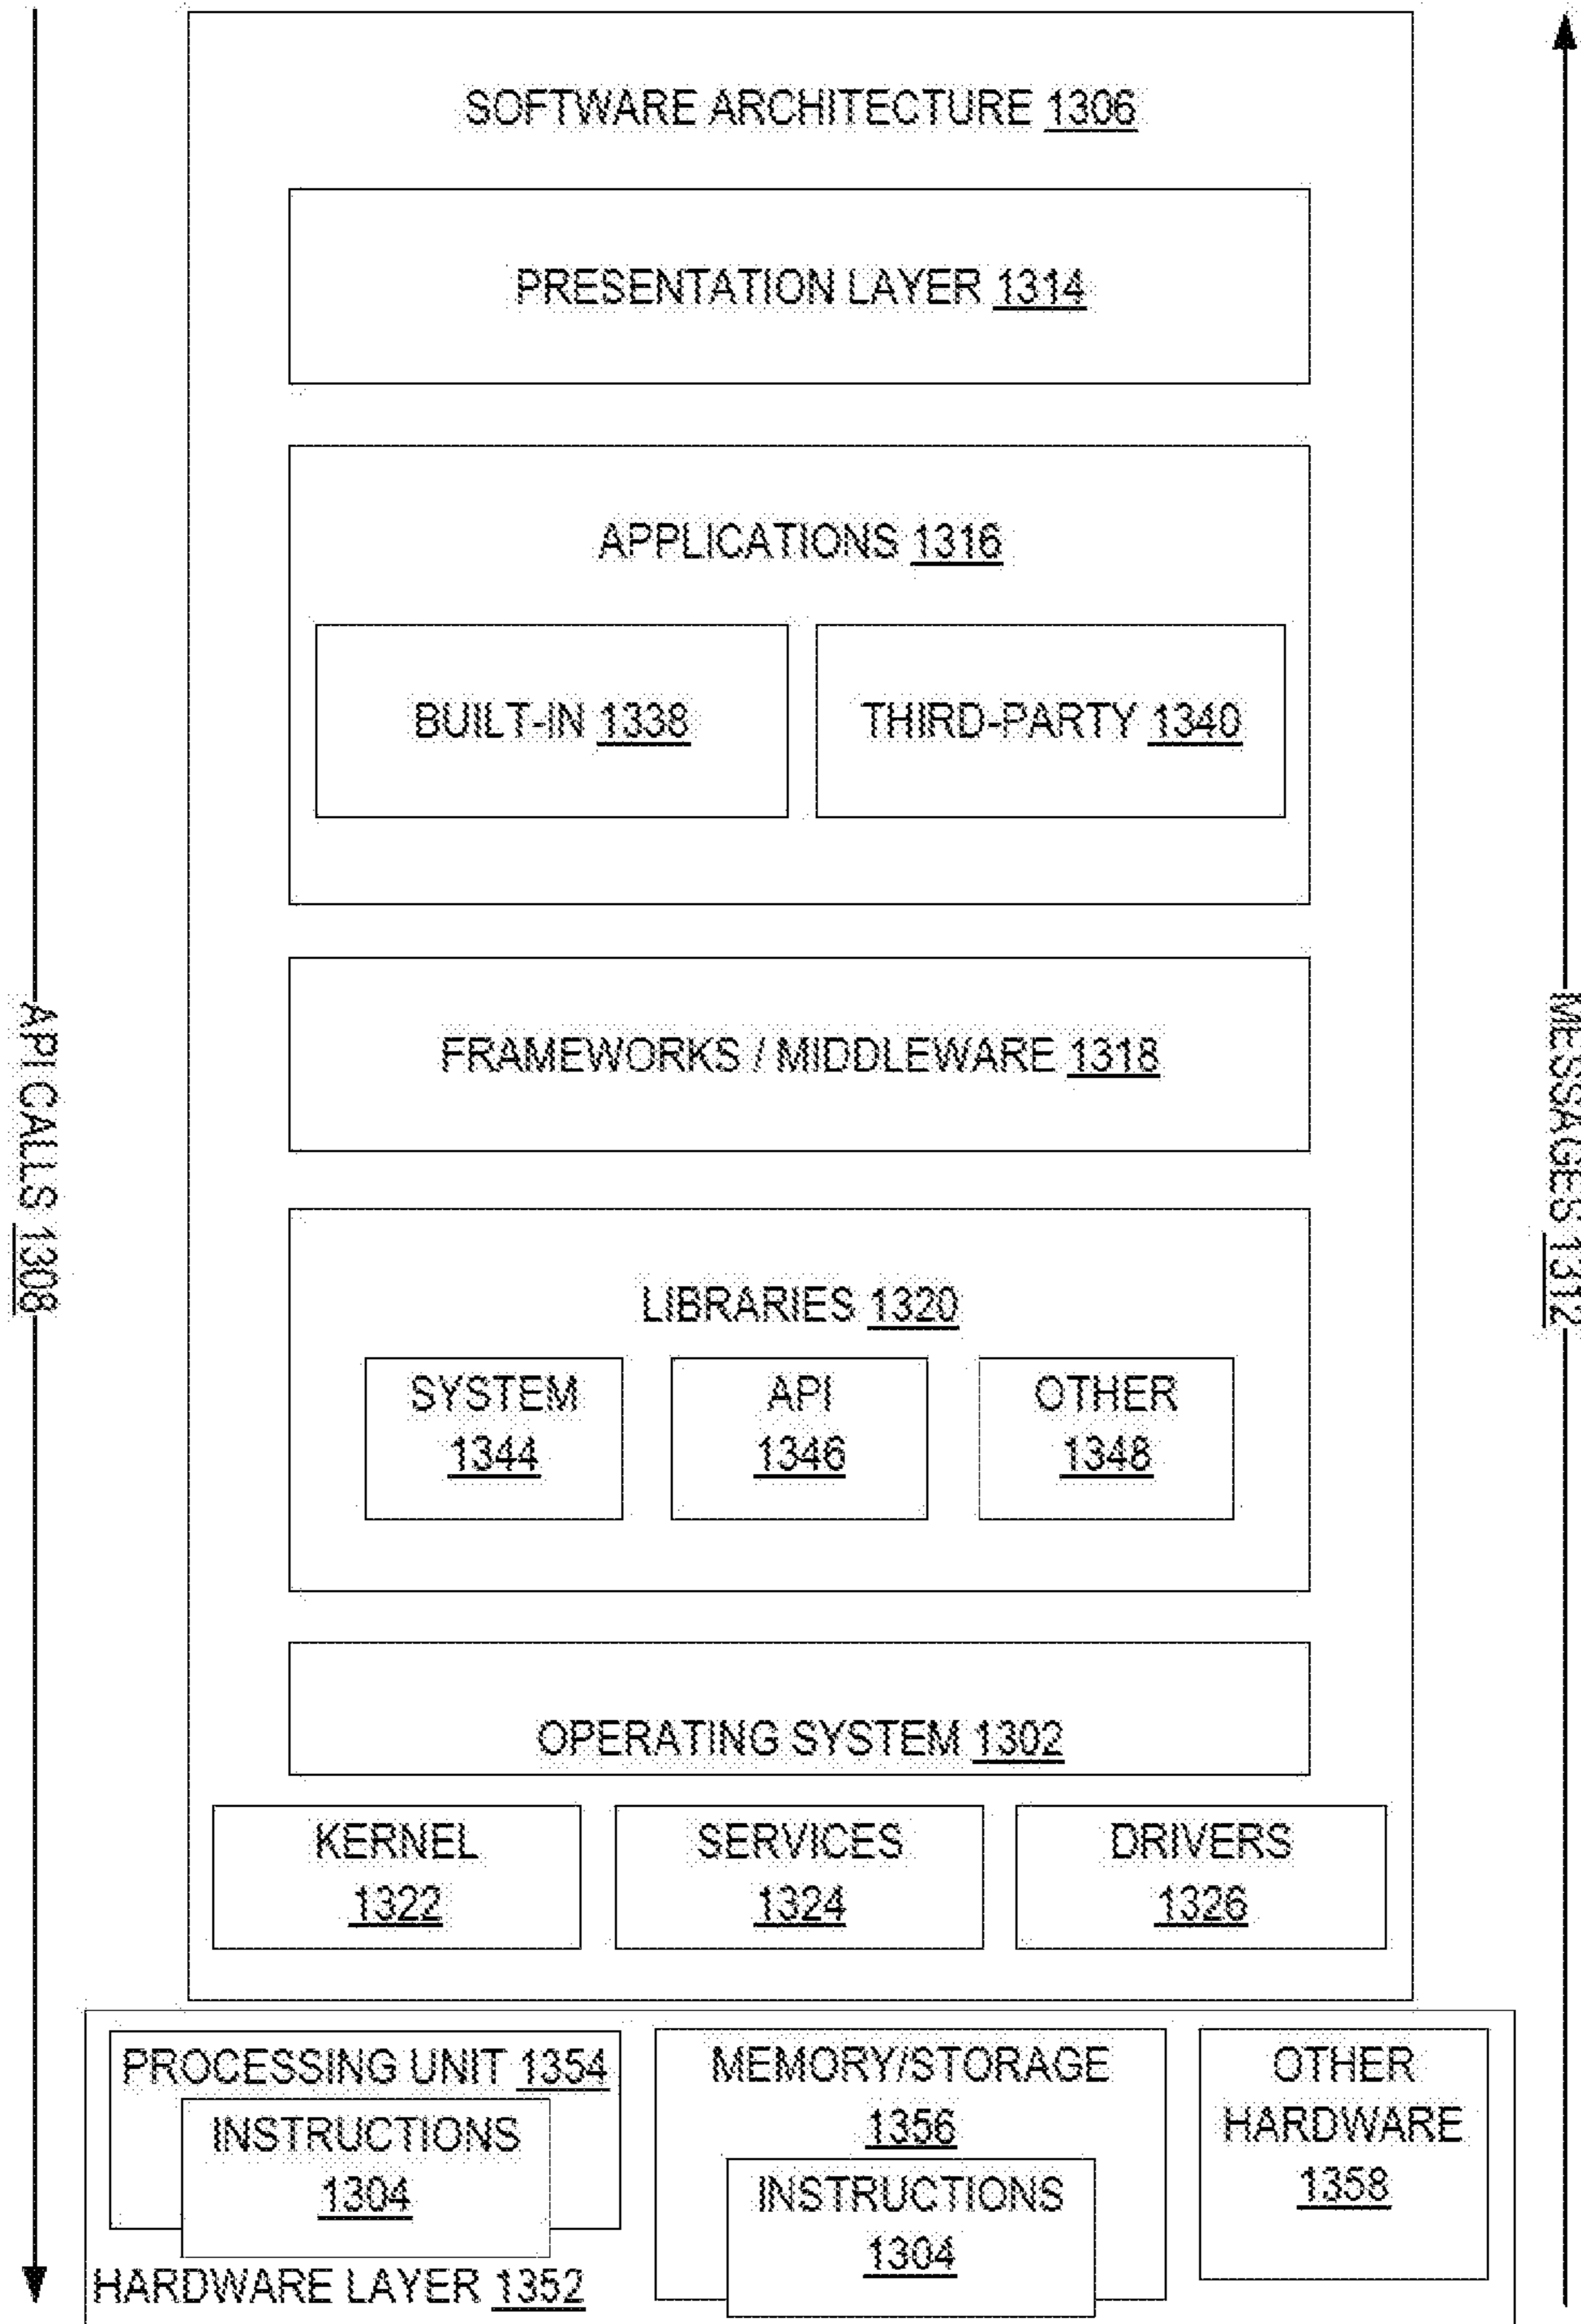 SOFTWARE ARCHITECTURE 1306
PRESENTATION LAYER 1314
APPLICATIONS 1316
BUILT-IN 1338
THIRD-PARTY 1340
FRAMEWORKS / MIDDLEWARE 1318
API CALLS 1308
MESSAGES 1312
LIBRARIES 1320
SYSTEM
1344
API
1346
OTHER
1348
OPERATING SYSTEM 1302
KERNEL
1322
SERVICES
1324
DRIVERS
1326
PROCESSING UNIT 1354
INSTRUCTIONS
1304
MEMORY/STORAGE
1356
INSTRUCTIONS
1304
OTHER
HARDWARE
1358
HARDWARE LAYER 1352